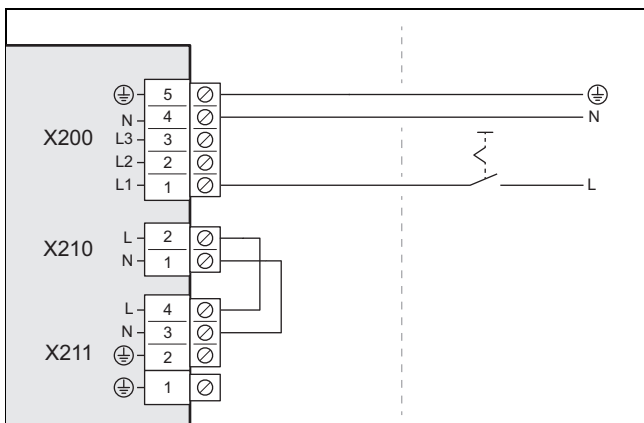 ⏚ 5 ⏚
N 4 N
X200 L3 3
L2 2
L1 1 L
X210 L 2
N 1
L 4
N 3
X211 ⏚ 2
⏚ 1